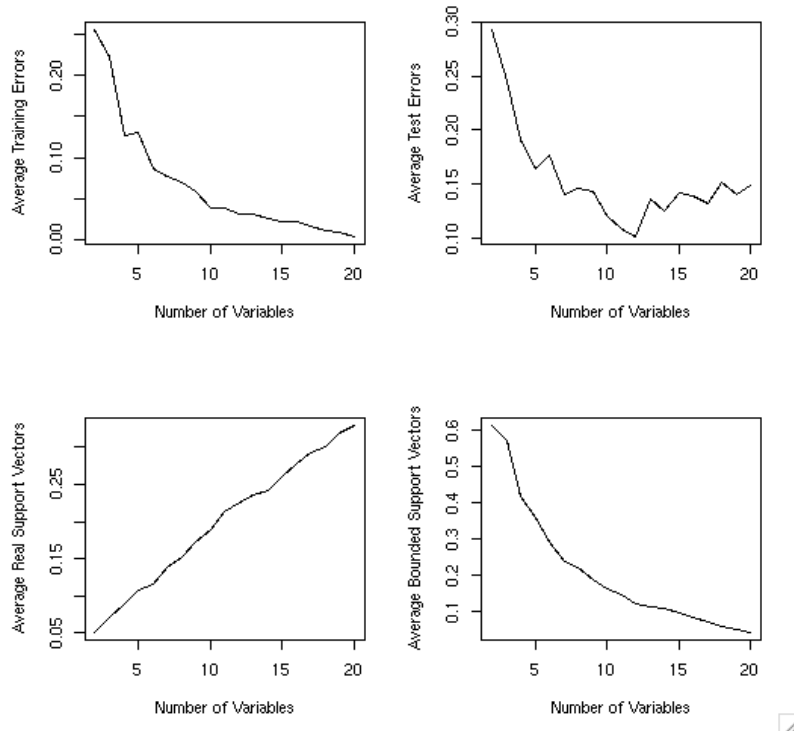 Average Training Errors
0.00 0.10 0.20
5 10 15 20
Number of Variables
Average Test Errors
0.10 0.15 0.20 0.25 0.30
5 10 15 20
Number of Variables
Average Real Support Vectors
0.05 0.15 0.25
5 10 15 20
Number of Variables
Average Bounded Support Vectors
0.1 0.2 0.3 0.4 0.5 0.6
5 10 15 20
Number of Variables